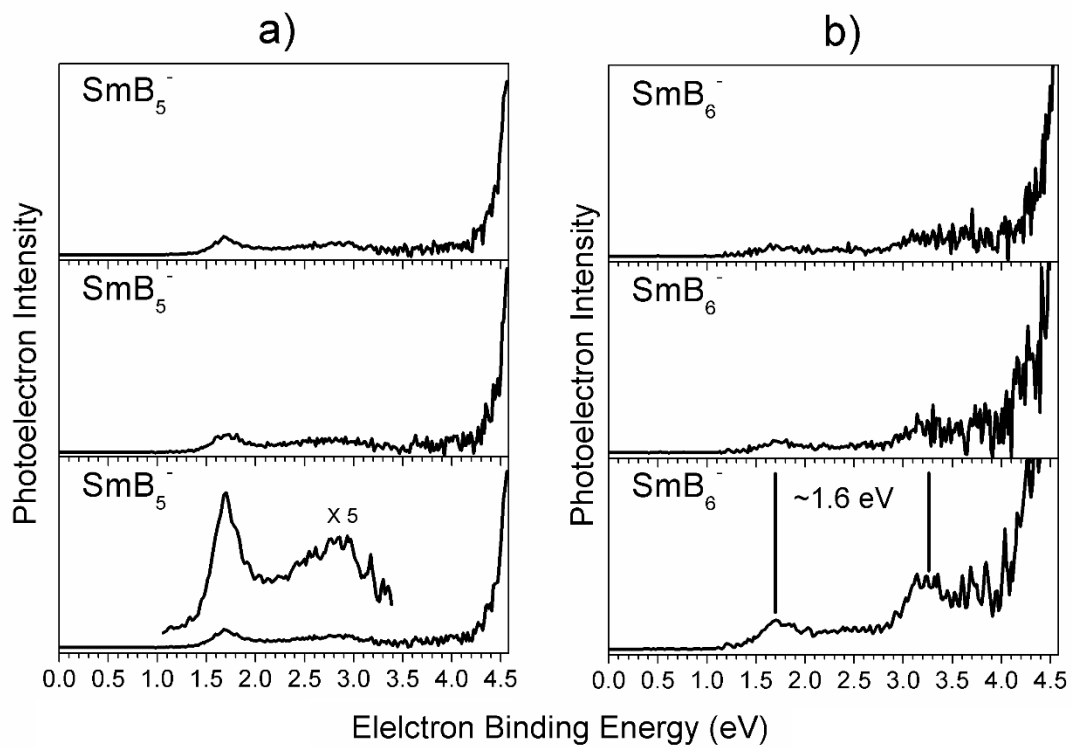 a)
SmB5-
SmB5-
SmB5-
X 5
Photoelectron Intensity
0.0 0.5 1.0 1.5 2.0 2.5 3.0 3.5 4.0 4.5
b)
SmB6-
SmB6-
SmB6-
~1.6 eV
Photoelectron Intensity
0.0 0.5 1.0 1.5 2.0 2.5 3.0 3.5 4.0 4.5
Elelctron Binding Energy (eV)